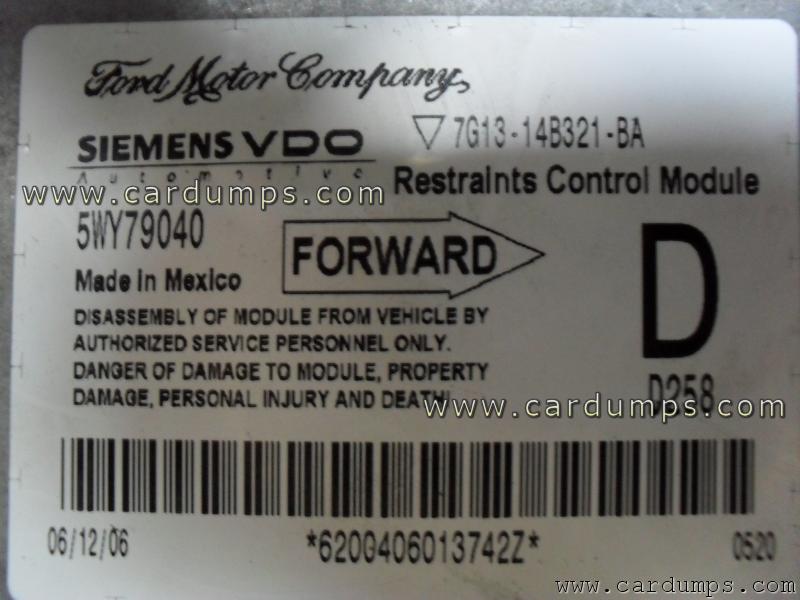 Ford Motor Company,
SIEMENS VDO
Automotive
7G13-14B321-BA
Restraints Control Module
www.cardumps.com
5WY79040
FORWARD
D
Made in Mexico
DISASSEMBLY OF MODULE FROM VEHICLE BY
AUTHORIZED SERVICE PERSONNEL ONLY.
DANGER OF DAMAGE TO MODULE, PROPERTY
DAMAGE, PERSONAL INJURY AND DEATH
D258
www.cardumps.com
06/12/06
*620G406013742Z*
0520
www.cardumps.com